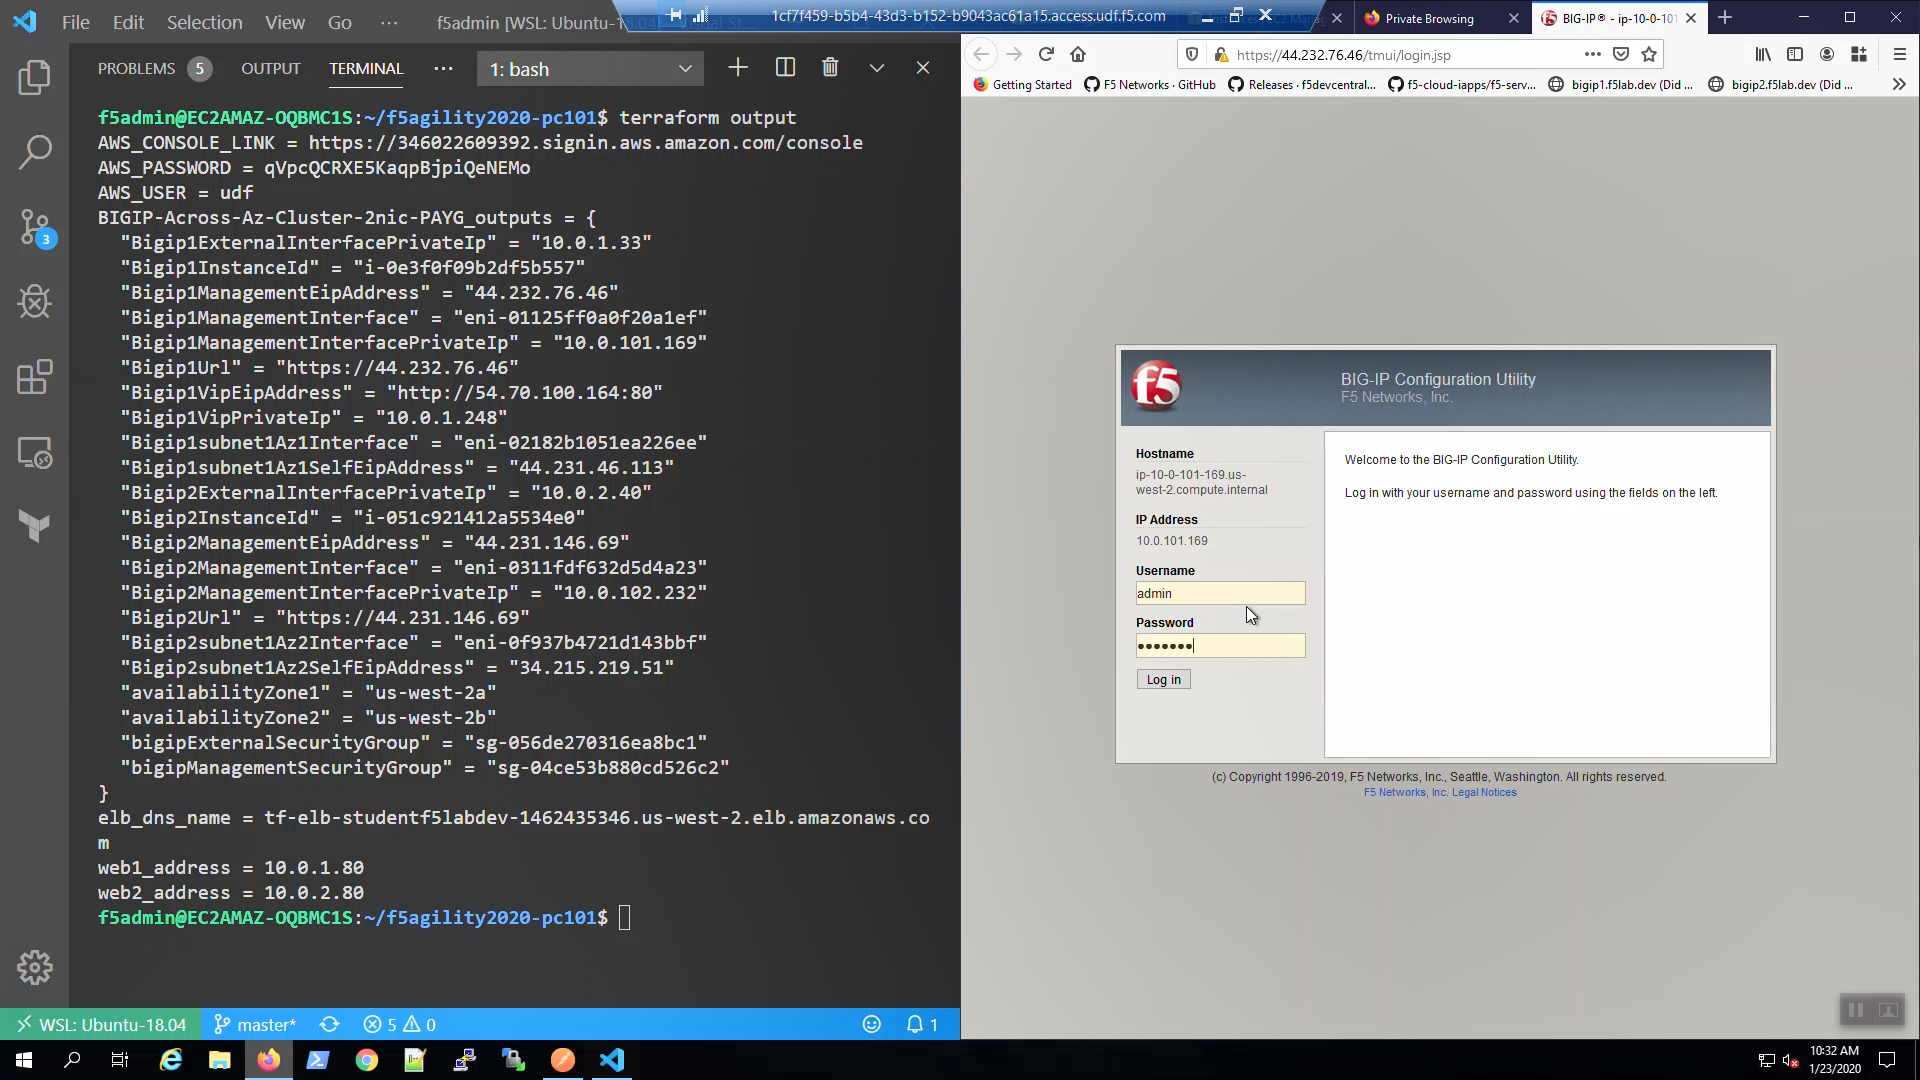 File Edit Selection View Go ··· f5admin [WSL: Ubuntu-18.04
1cf7f459-b5b4-43d3-b152-b9043ac61a15.access.udf.f5.com
Private Browsing
BIG-IP® - ip-10-0-101
PROBLEMS 5 OUTPUT TERMINAL ··· 1: bash
https://44.232.76.46/tmui/login.jsp
Getting Started F5 Networks · GitHub Releases · f5devcentral... f5-cloud-iapps/f5-serv... bigip1.f5lab.dev (Did ... bigip2.f5lab.dev (Did ...
f5admin@EC2AMAZ-OQBMC1S:~/f5agility2020-pc101$ terraform output
AWS_CONSOLE_LINK = https://346022609392.signin.aws.amazon.com/console
AWS_PASSWORD = qVpcQCRXE5KaqpBjpiQeNEMo
AWS_USER = udf
BIGIP-Across-Az-Cluster-2nic-PAYG_outputs = {
"Bigip1ExternalInterfacePrivateIp" = "10.0.1.33"
"Bigip1InstanceId" = "i-0e3f0f09b2df5b557"
"Bigip1ManagementEipAddress" = "44.232.76.46"
"Bigip1ManagementInterface" = "eni-01125ff0a0f20a1ef"
"Bigip1ManagementInterfacePrivateIp" = "10.0.101.169"
"Bigip1Url" = "https://44.232.76.46"
"Bigip1VipEipAddress" = "http://54.70.100.164:80"
"Bigip1VipPrivateIp" = "10.0.1.248"
"Bigip1subnet1Az1Interface" = "eni-02182b1051ea226ee"
"Bigip1subnet1Az1SelfEipAddress" = "44.231.46.113"
"Bigip2ExternalInterfacePrivateIp" = "10.0.2.40"
"Bigip2InstanceId" = "i-051c921412a5534e0"
"Bigip2ManagementEipAddress" = "44.231.146.69"
"Bigip2ManagementInterface" = "eni-0311fdf632d5d4a23"
"Bigip2ManagementInterfacePrivateIp" = "10.0.102.232"
"Bigip2Url" = "https://44.231.146.69"
"Bigip2subnet1Az2Interface" = "eni-0f937b4721d143bbf"
"Bigip2subnet1Az2SelfEipAddress" = "34.215.219.51"
"availabilityZone1" = "us-west-2a"
"availabilityZone2" = "us-west-2b"
"bigipExternalSecurityGroup" = "sg-056de270316ea8bc1"
"bigipManagementSecurityGroup" = "sg-04ce53b880cd526c2"
}
elb_dns_name = tf-elb-studentf5labdev-1462435346.us-west-2.elb.amazonaws.co
m
web1_address = 10.0.1.80
web2_address = 10.0.2.80
f5admin@EC2AMAZ-OQBMC1S:~/f5agility2020-pc101$
3
f5
BIG-IP Configuration Utility
F5 Networks, Inc.
Hostname
ip-10-0-101-169.us-
west-2.compute.internal
IP Address
10.0.101.169
Username
admin
Password
•••••••
Log in
Welcome to the BIG-IP Configuration Utility.
Log in with your username and password using the fields on the left.
(c) Copyright 1996-2019, F5 Networks, Inc., Seattle, Washington. All rights reserved.
F5 Networks, Inc. Legal Notices
WSL: Ubuntu-18.04 master* 5 0 1
10:32 AM
1/23/2020